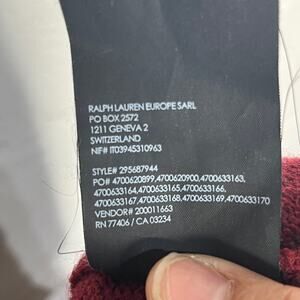 RALPH LAUREN EUROPE SARL
PO BOX 2572
1211 GENEVA 2
SWITZERLAND
NIF# IT03945310963
STYLE# 295687944
PO# 4700620899,4700620900,4700633163,
4700633164,4700633165,4700633166,
4700633167,4700633168,4700633169,4700633170
VENDOR# 200011663
RN 77406 / CA 03234